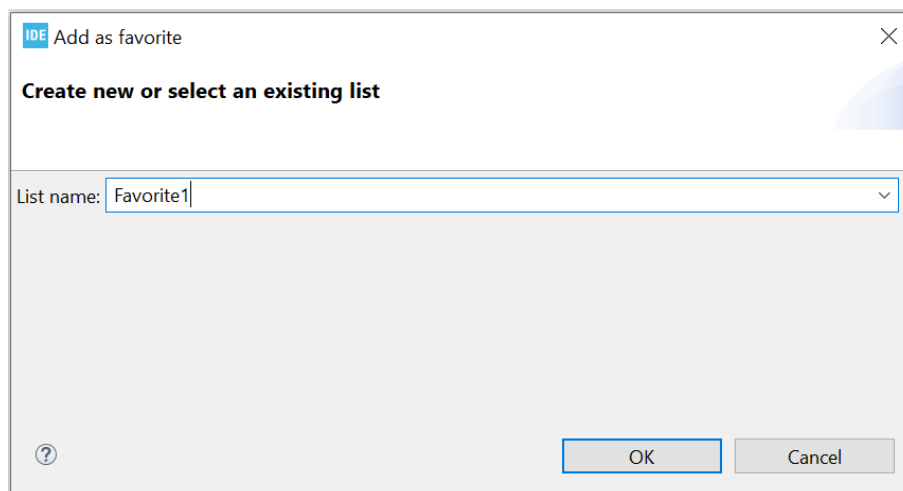 IDE Add as favorite
Create new or select an existing list
List name: Favorite1
?
OK Cancel